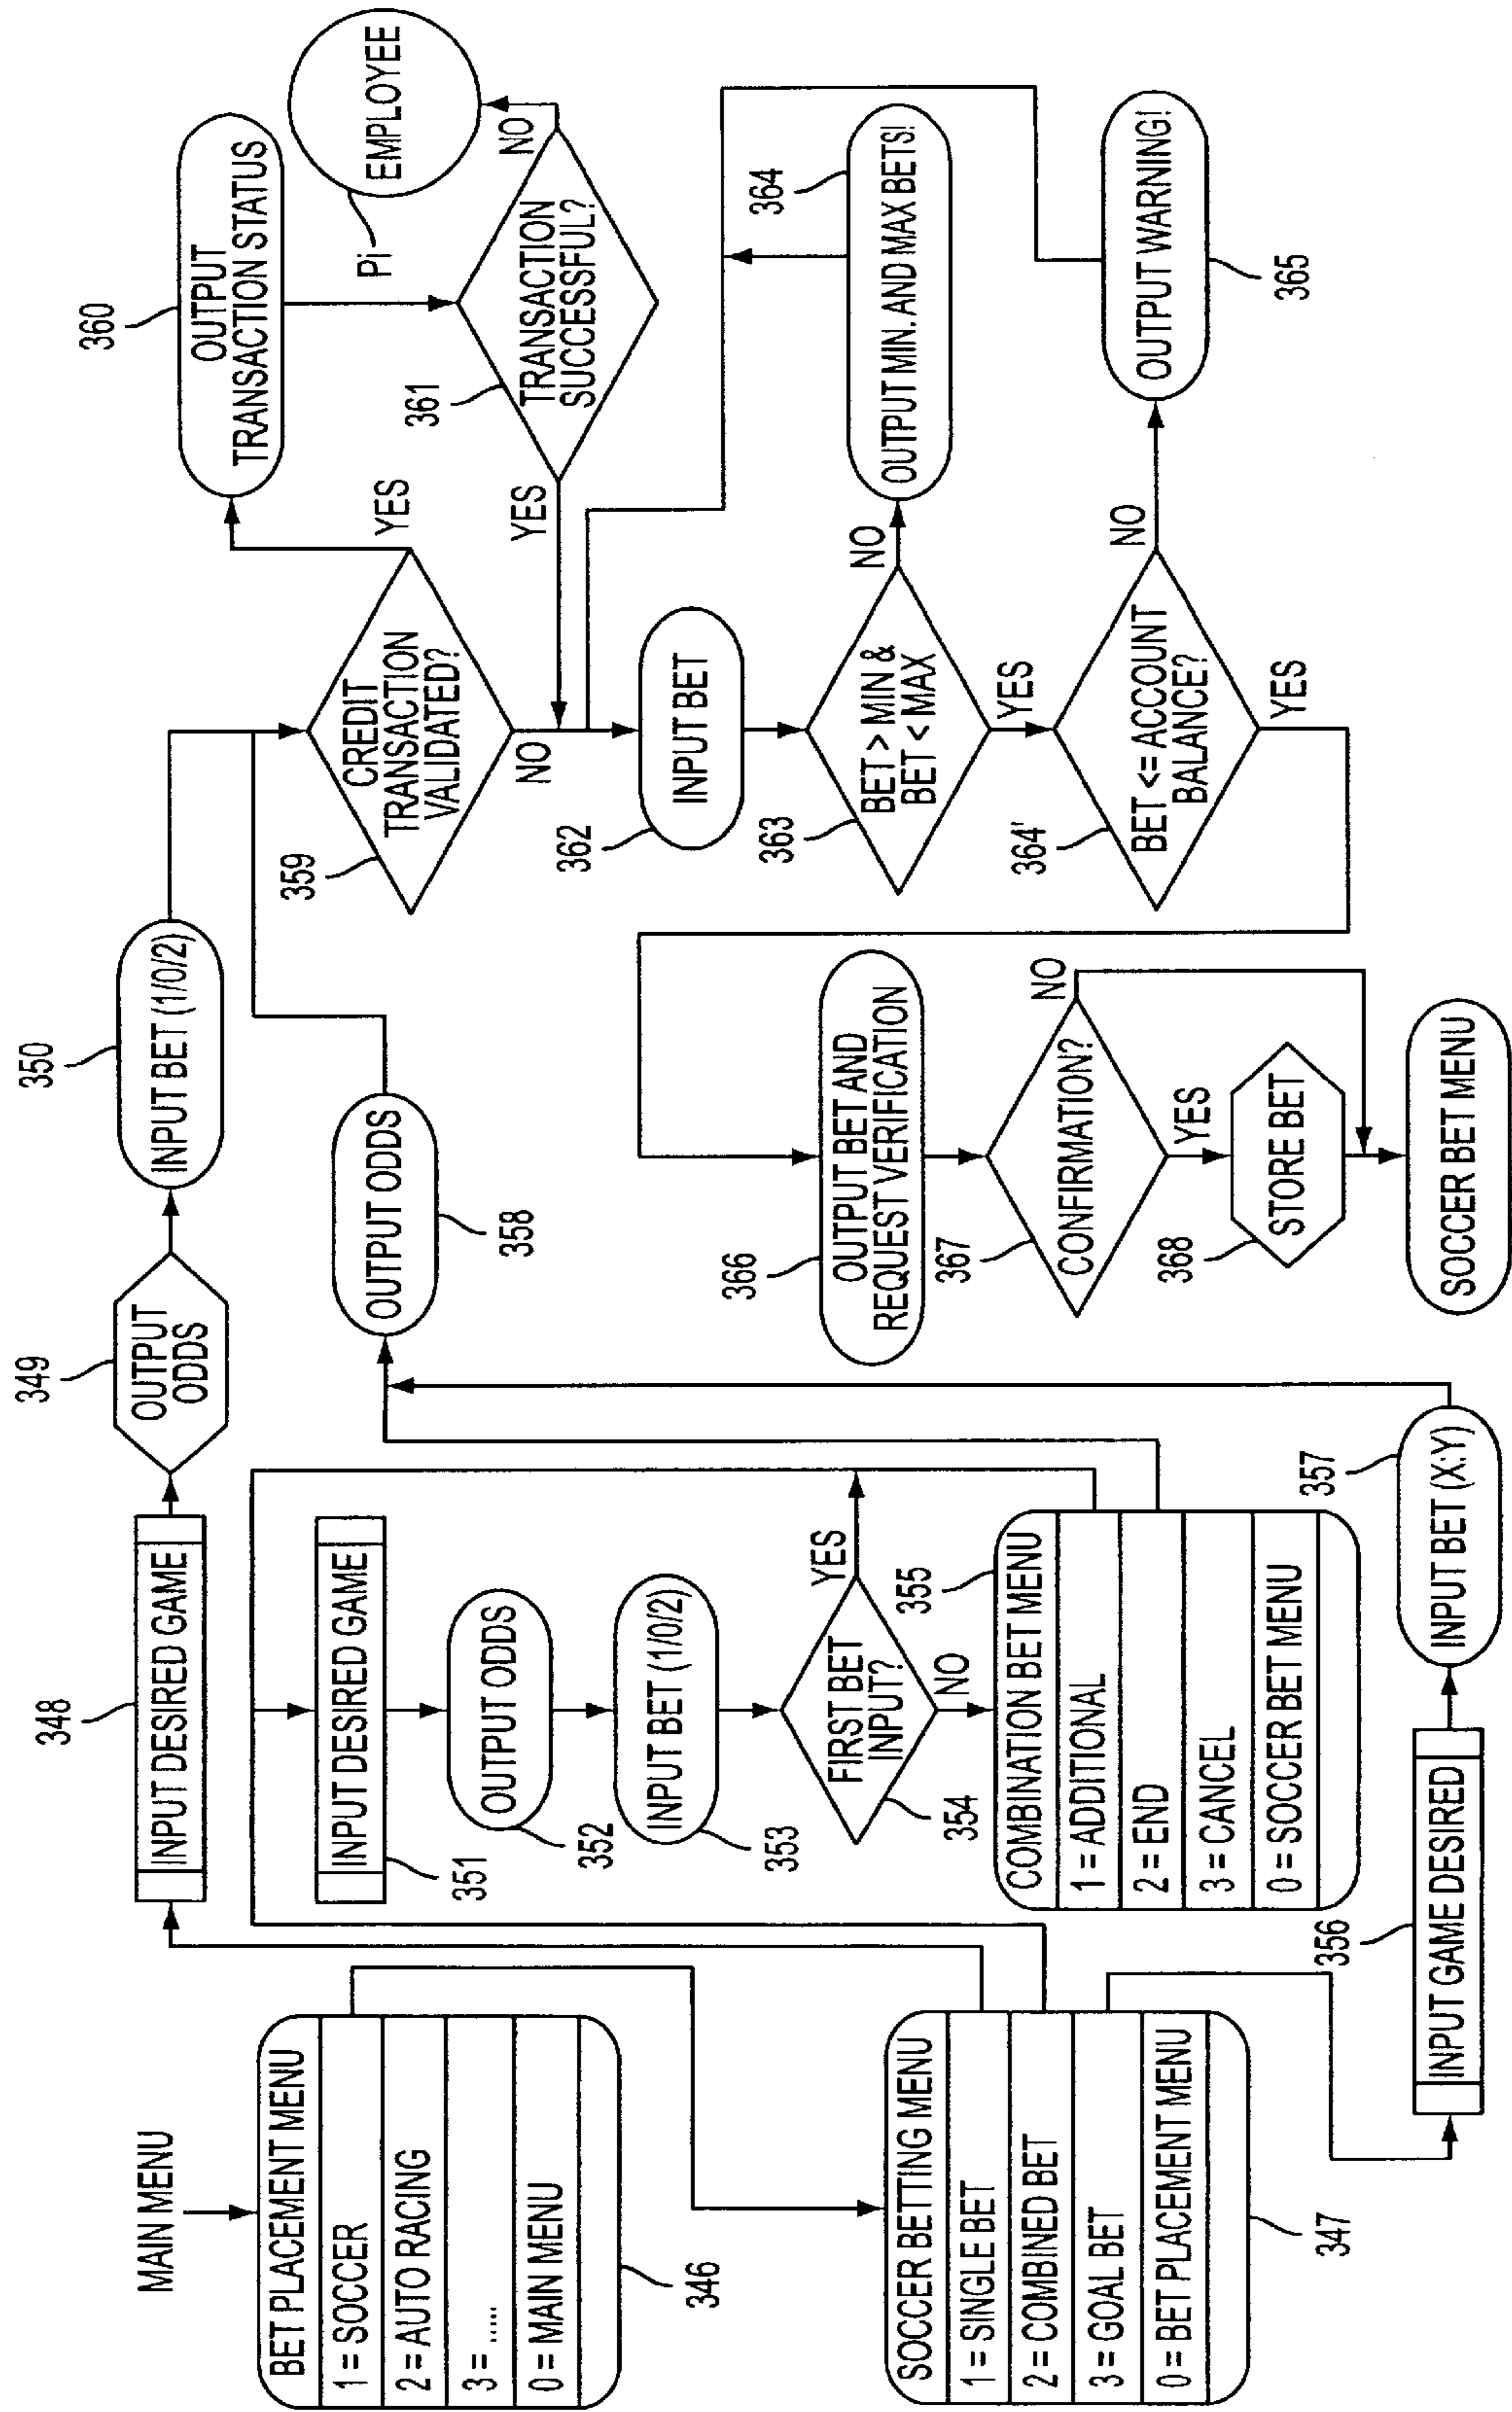 MAIN MENU
BET PLACEMENT MENU
1 = SOCCER
2 = AUTO RACING
3 = .....
0 = MAIN MENU
346
SOCCER BETTING MENU
1 = SINGLE BET
2 = COMBINED BET
3 = GOAL BET
0 = BET PLACEMENT MENU
347
348
INPUT DESIRED GAME
349
OUTPUT
ODDS
350
INPUT BET (1/0/2)
INPUT DESIRED GAME
351
OUTPUT ODDS
352
INPUT BET (1/0/2)
353
FIRST BET
INPUT?
354
YES
NO
355
COMBINATION BET MENU
1 = ADDITIONAL
2 = END
3 = CANCEL
0 = SOCCER BET MENU
356
INPUT GAME DESIRED
357
INPUT BET (X:Y)
OUTPUT ODDS
358
CREDIT
TRANSACTION
VALIDATED?
359
YES
NO
360
OUTPUT
TRANSACTION STATUS
361
TRANSACTION
SUCCESSFUL?
YES
NO
Pi
EMPLOYEE
INPUT BET
362
BET > MIN &
BET < MAX
363
NO
YES
364
OUTPUT MIN. AND MAX BETS!
BET <= ACCOUNT
BALANCE?
364'
NO
YES
OUTPUT WARNING!
365
366
OUTPUT BET AND
REQUEST VERIFICATION
367
CONFIRMATION?
NO
YES
368
STORE BET
SOCCER BET MENU